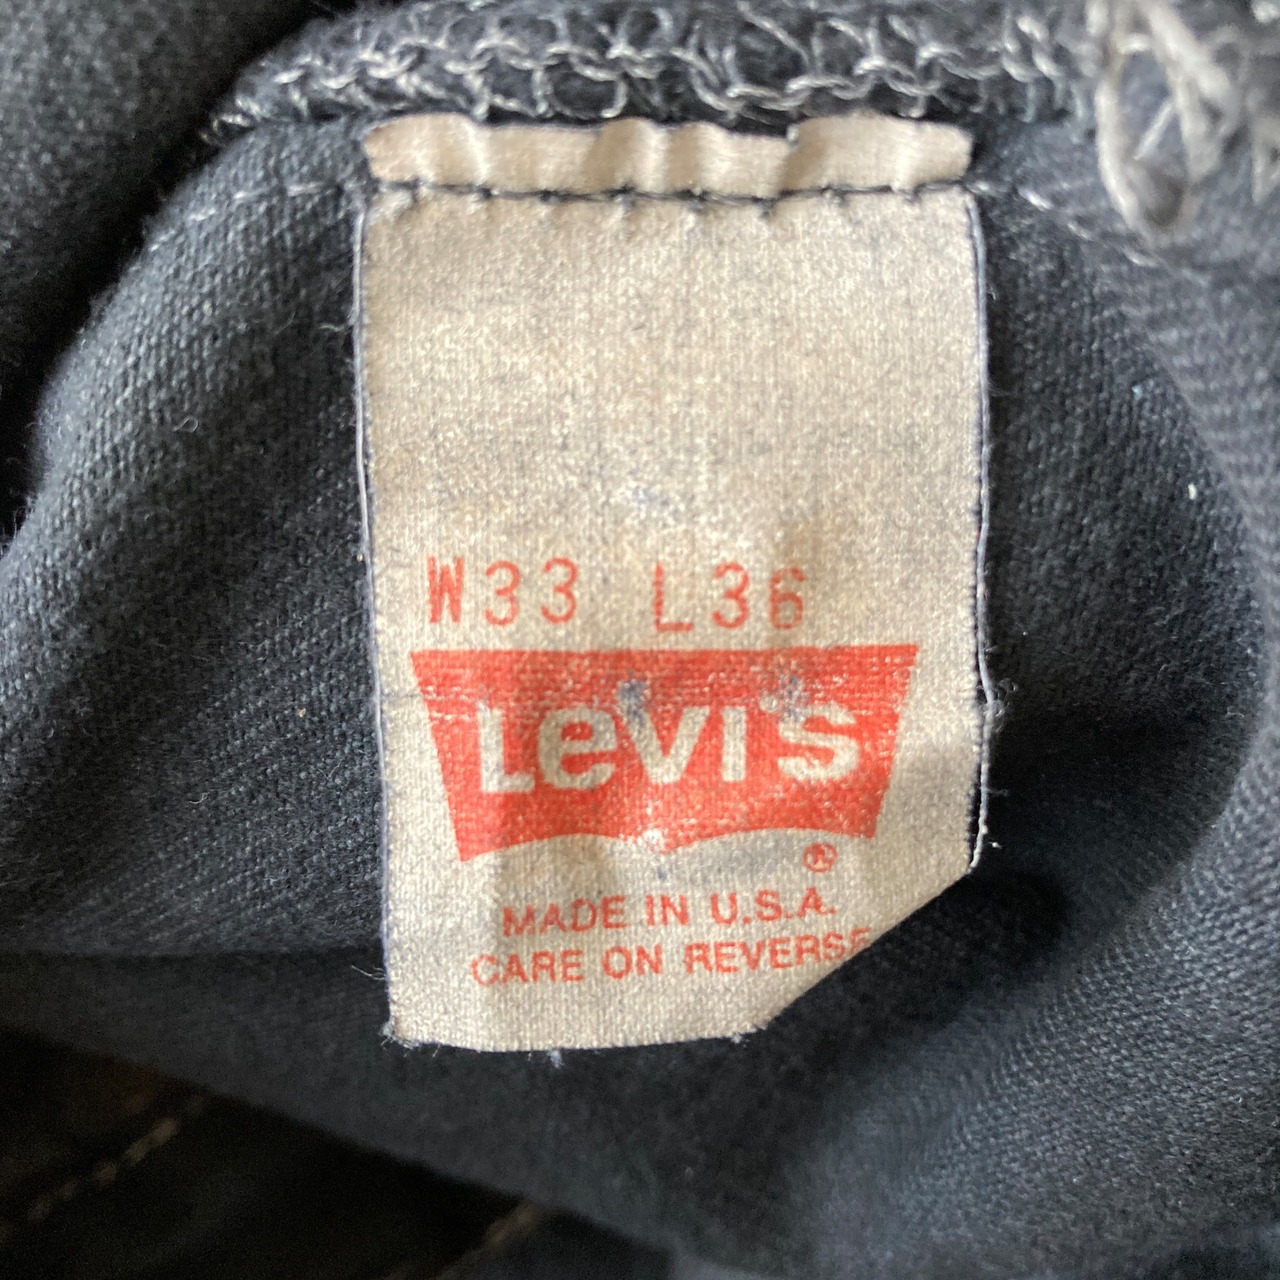 W33 L36
Levi's
®
MADE IN U.S.A.
CARE ON REVERSE